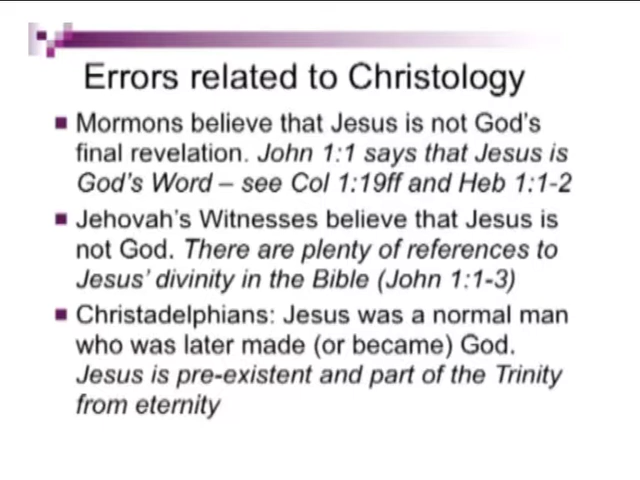 Errors related to Christology
Mormons believe that Jesus is not God's
final revelation. John 1:1 says that Jesus is
God's Word – see Col 1:19ff and Heb 1:1-2
Jehovah's Witnesses believe that Jesus is
not God. There are plenty of references to
Jesus' divinity in the Bible (John 1:1-3)
Christadelphians: Jesus was a normal man
who was later made (or became) God.
Jesus is pre-existent and part of the Trinity
from eternity